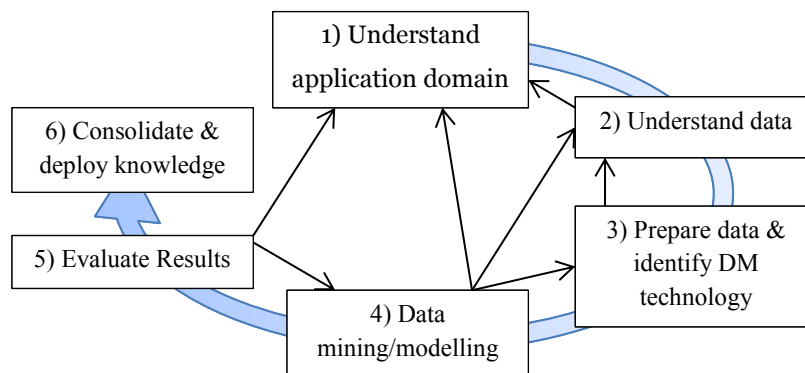 1) Understand
application domain
2) Understand data
3) Prepare data &
identify DM
technology
4) Data
mining/modelling
5) Evaluate Results
6) Consolidate &
deploy knowledge